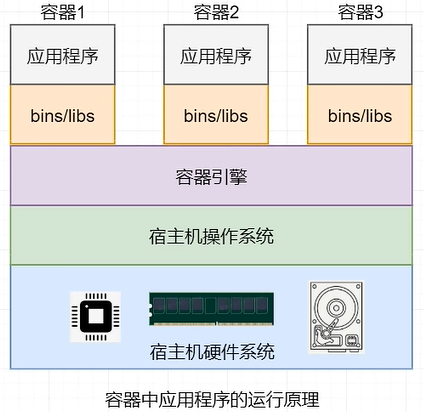 容器1 容器2 容器3
应用程序 应用程序 应用程序
bins/libs bins/libs bins/libs
容器引擎
宿主机操作系统
宿主机硬件系统
容器中应用程序的运行原理